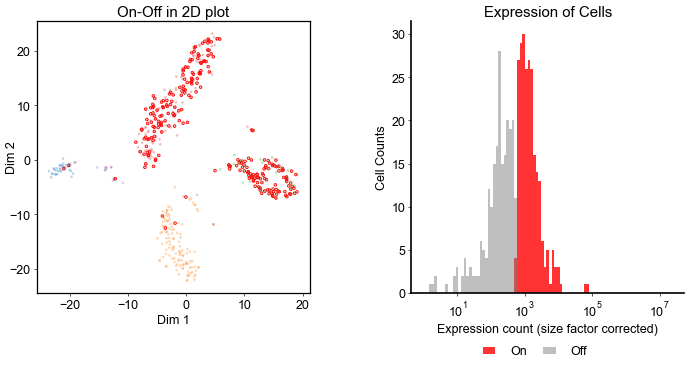 On-Off in 2D plot
20
10
0
−10
−20
Dim 2
−20
−10
0
10
20
Dim 1
Expression of Cells
30
25
20
15
10
5
0
Cell Counts
10^1
10^3
10^5
10^7
Expression count (size factor corrected)
On
Off